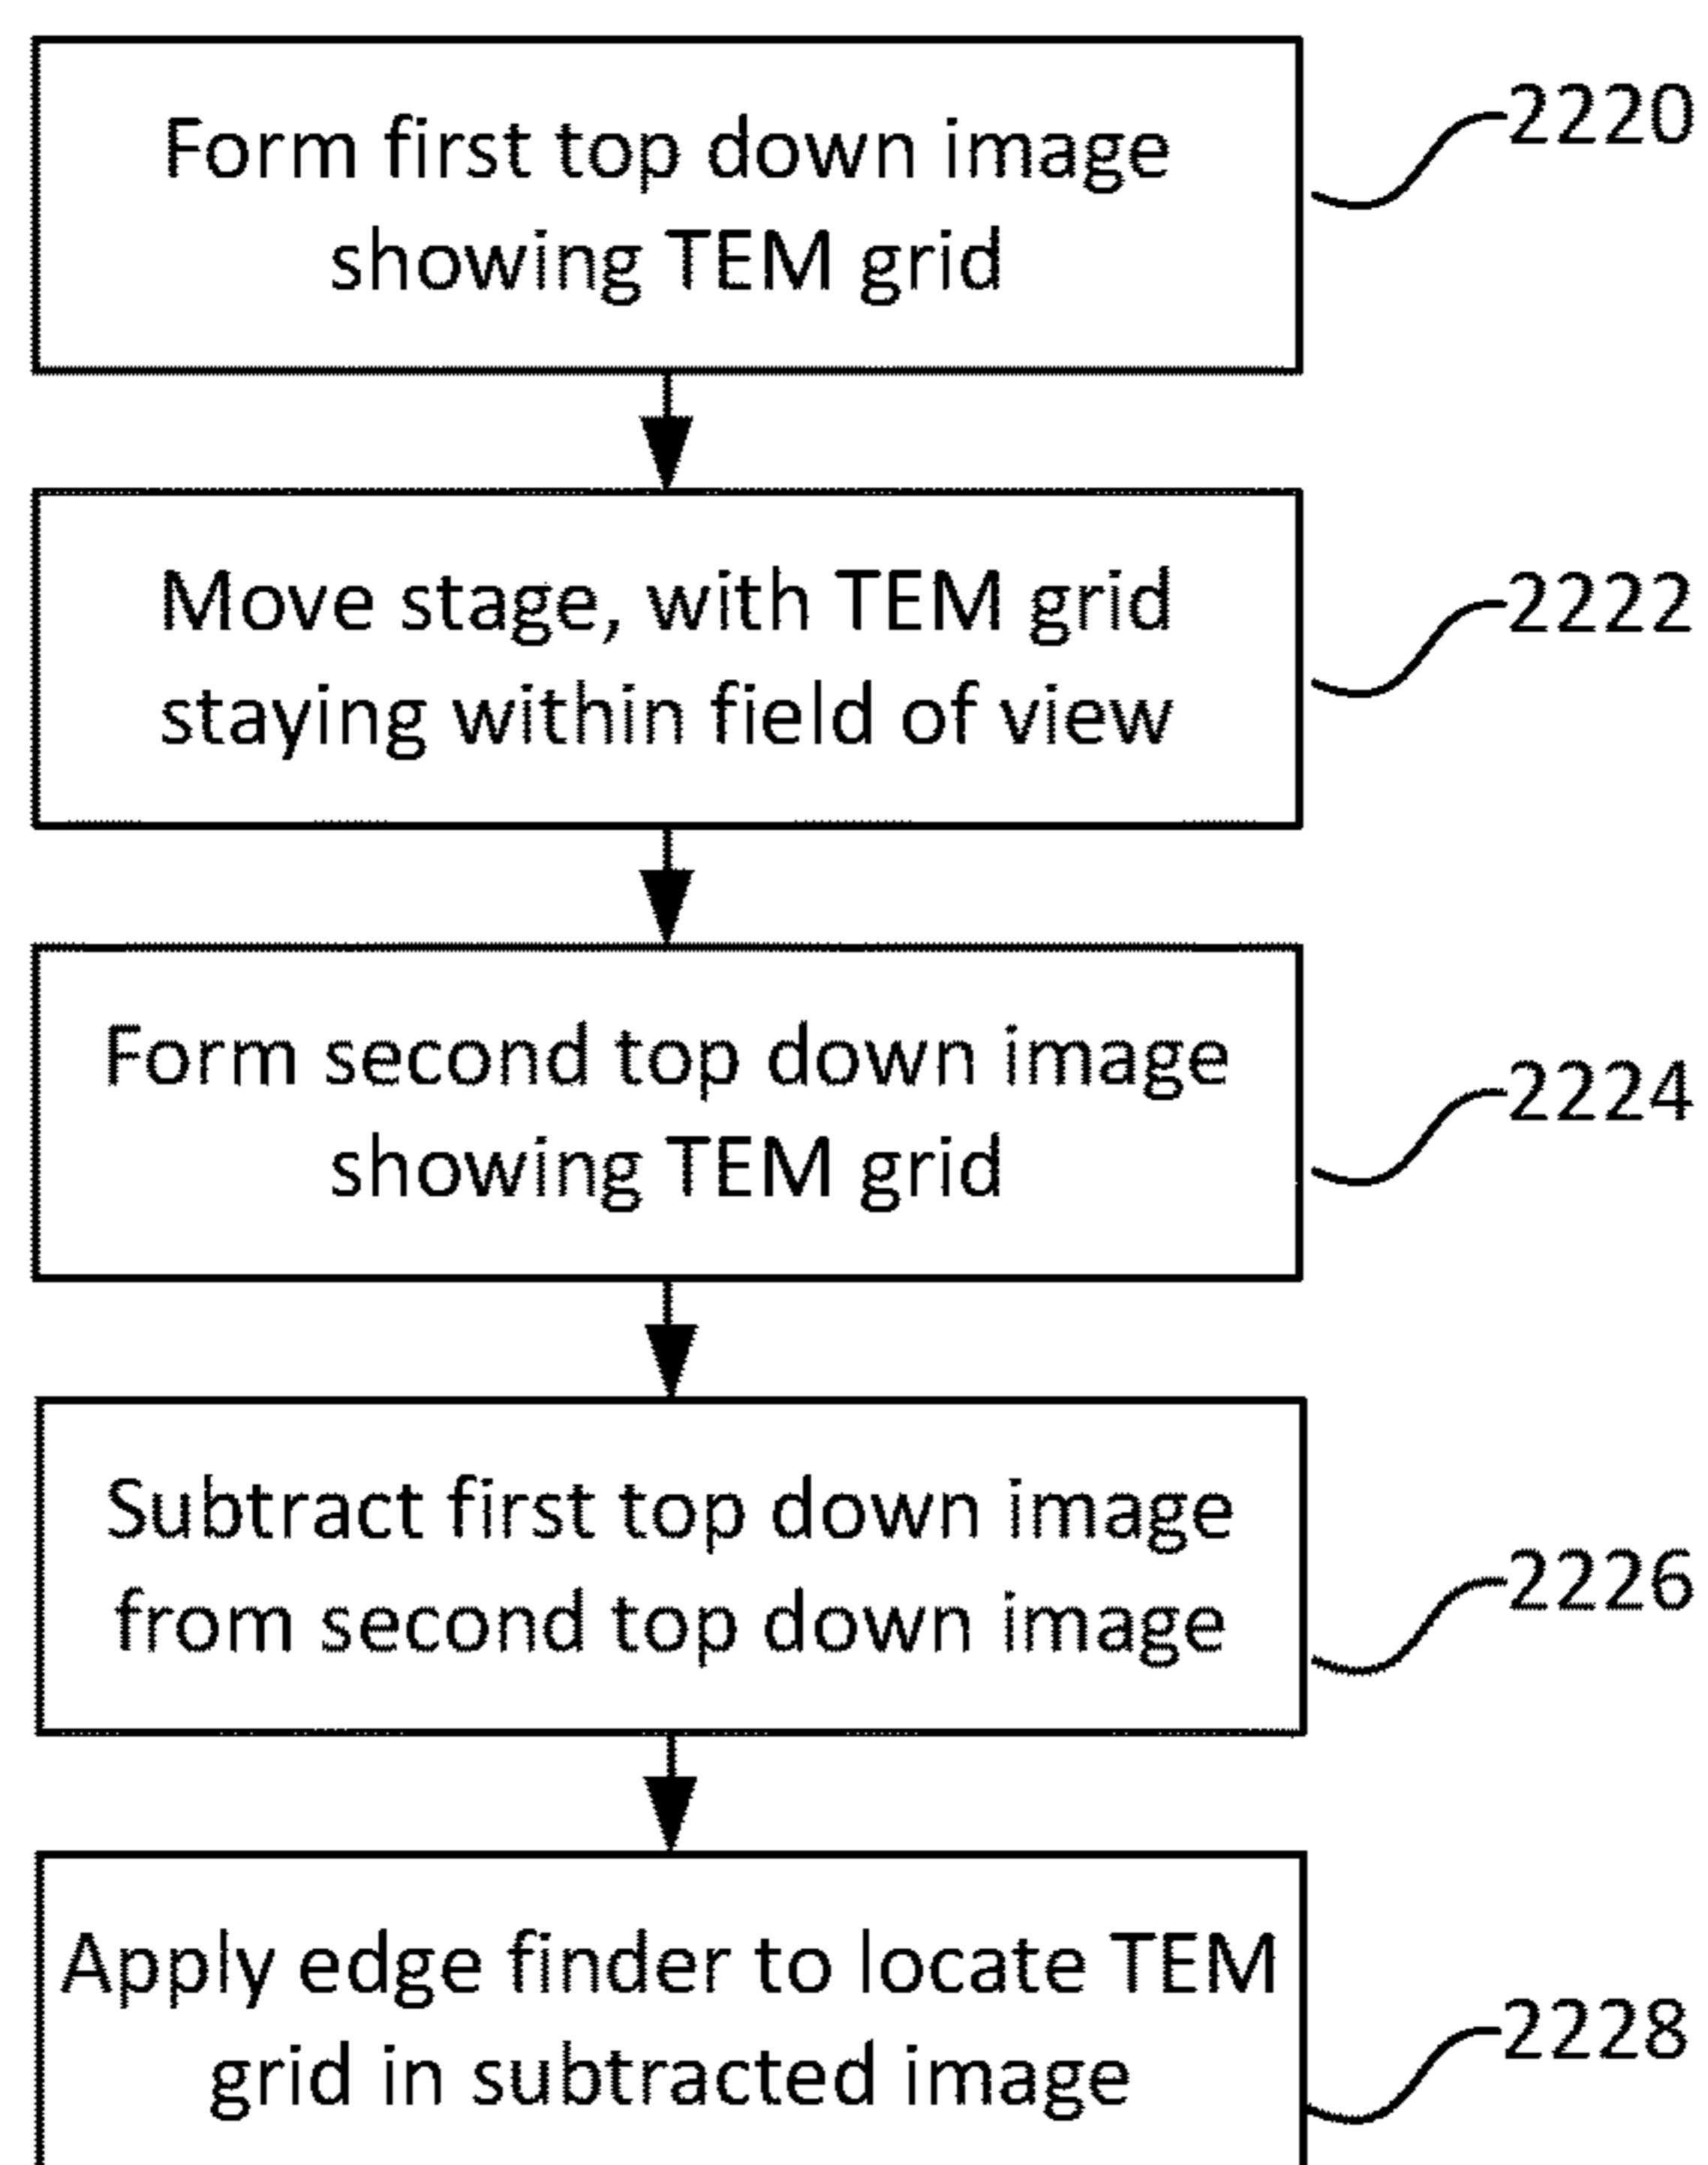 Form first top down image
showing TEM grid
2220
Move stage, with TEM grid
staying within field of view
2222
Form second top down image
showing TEM grid
2224
Subtract first top down image
from second top down image
2226
Apply edge finder to locate TEM
grid in subtracted image
2228